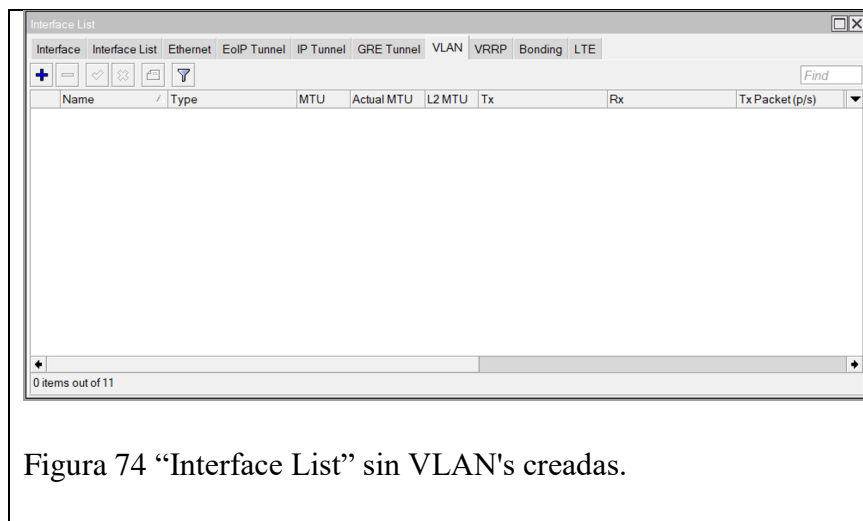 Interface List
Interface Interface List Ethernet EoIP Tunnel IP Tunnel GRE Tunnel VLAN VRRP Bonding LTE
Find
Name / Type MTU Actual MTU L2 MTU Tx Rx Tx Packet (p/s)
0 items out of 11
Figura 74 “Interface List” sin VLAN's creadas.